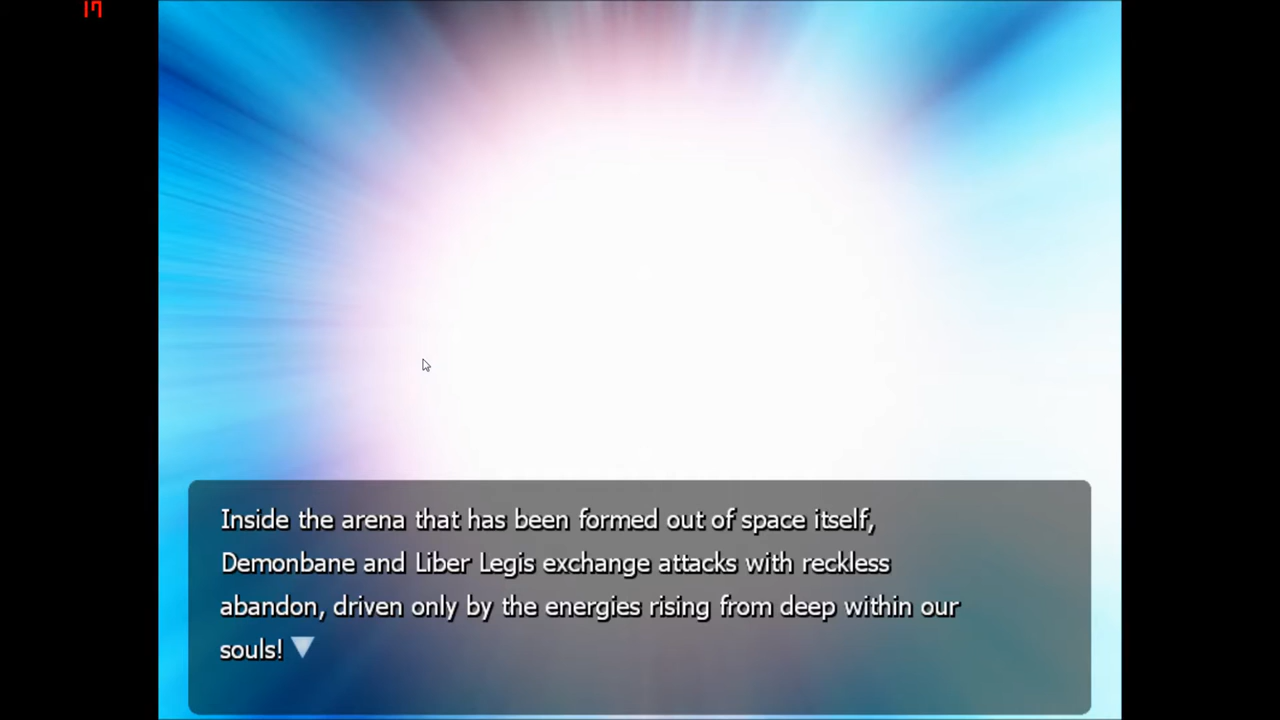 17
Inside the arena that has been formed out of space itself,
Demonbane and Liber Legis exchange attacks with reckless
abandon, driven only by the energies rising from deep within our
souls!